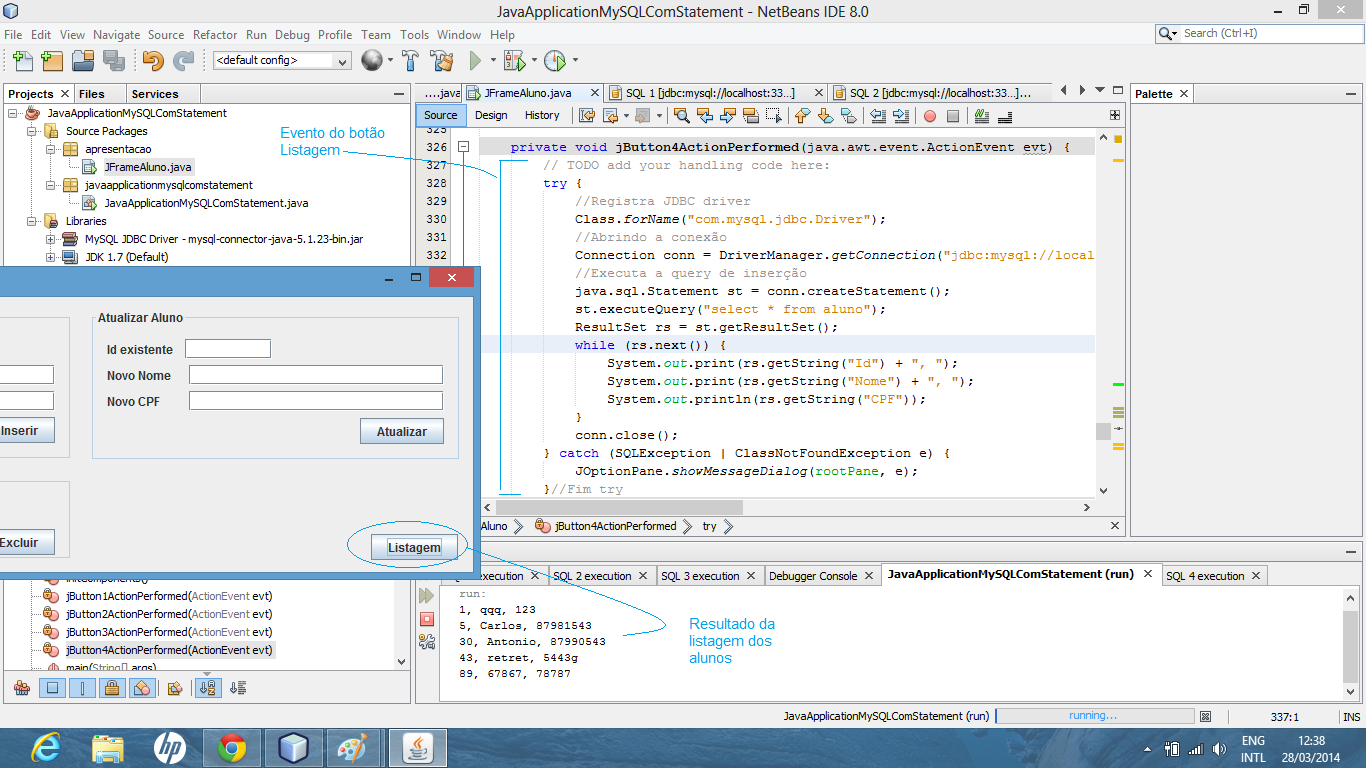 JavaApplicationMySQLComStatement - NetBeans IDE 8.0
File Edit View Navigate Source Refactor Run Debug Profile Team Tools Window Help
Search (Ctrl+I)
<default config>
Projects Files Services
JavaApplicationMySQLComStatement
Source Packages
apresentacao
JFrameAluno.java
javaapplicationmysqlcomstatement
JavaApplicationMySQLComStatement.java
Libraries
MySQL JDBC Driver - mysql-connector-java-5.1.23-bin.jar
JDK 1.7 (Default)
Evento do botão
Listagem
....java JFrameAluno.java SQL 1 [jdbc:mysql://localhost:33...] SQL 2 [jdbc:mysql://localhost:33...]...
Palette
Source Design History
325
326 private void jButton4ActionPerformed(java.awt.event.ActionEvent evt) {
327 // TODO add your handling code here:
328 try {
329 //Registra JDBC driver
330 Class.forName("com.mysql.jdbc.Driver");
331 //Abrindo a conexão
332 Connection conn = DriverManager.getConnection("jdbc:mysql://local
//Executa a query de inserção
java.sql.Statement st = conn.createStatement();
st.executeQuery("select * from aluno");
ResultSet rs = st.getResultSet();
while (rs.next()) {
System.out.print(rs.getString("Id") + ", ");
System.out.print(rs.getString("Nome") + ", ");
System.out.println(rs.getString("CPF"));
}
conn.close();
} catch (SQLException | ClassNotFoundException e) {
JOptionPane.showMessageDialog(rootPane, e);
}//Fim try
Aluno jButton4ActionPerformed try
Atualizar Aluno
Id existente
Novo Nome
Novo CPF
Inserir
Atualizar
Excluir
Listagem
initComponents()
jButton1ActionPerformed(ActionEvent evt)
jButton2ActionPerformed(ActionEvent evt)
jButton3ActionPerformed(ActionEvent evt)
jButton4ActionPerformed(ActionEvent evt)
main(String[] args)
execution SQL 2 execution SQL 3 execution Debugger Console JavaApplicationMySQLComStatement (run) SQL 4 execution
run:
1, qqq, 123
5, Carlos, 87981543
30, Antonio, 87990543
43, retret, 5443g
89, 67867, 78787
Resultado da
listagem dos
alunos
JavaApplicationMySQLComStatement (run) running... 337:1 INS
hp
ENG
INTL
12:38
28/03/2014